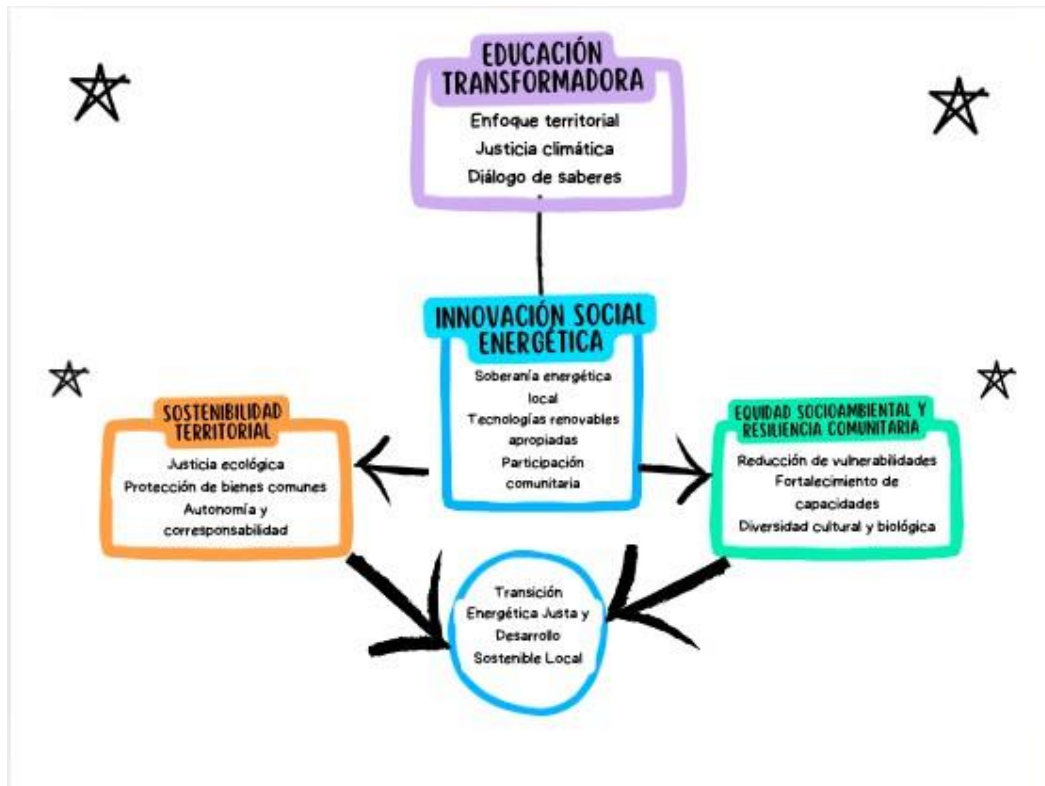 EDUCACIÓN
TRANSFORMADORA
Enfoque territorial
Justicia climática
Diálogo de saberes
INNOVACIÓN SOCIAL
ENERGÉTICA
Soberanía energética
local
Tecnologías renovables
apropiadas
Participación
comunitaria
SOSTENIBILIDAD
TERRITORIAL
Justicia ecológica
Protección de bienes comunes
Autonomía y
corresponsabilidad
EQUIDAD SOCIOAMBIENTAL Y
RESILIENCIA COMUNITARIA
Reducción de vulnerabilidades
Fortalecimiento de
capacidades
Diversidad cultural y biológica
Transición
Energética Justa y
Desarrollo
Sostenible Local